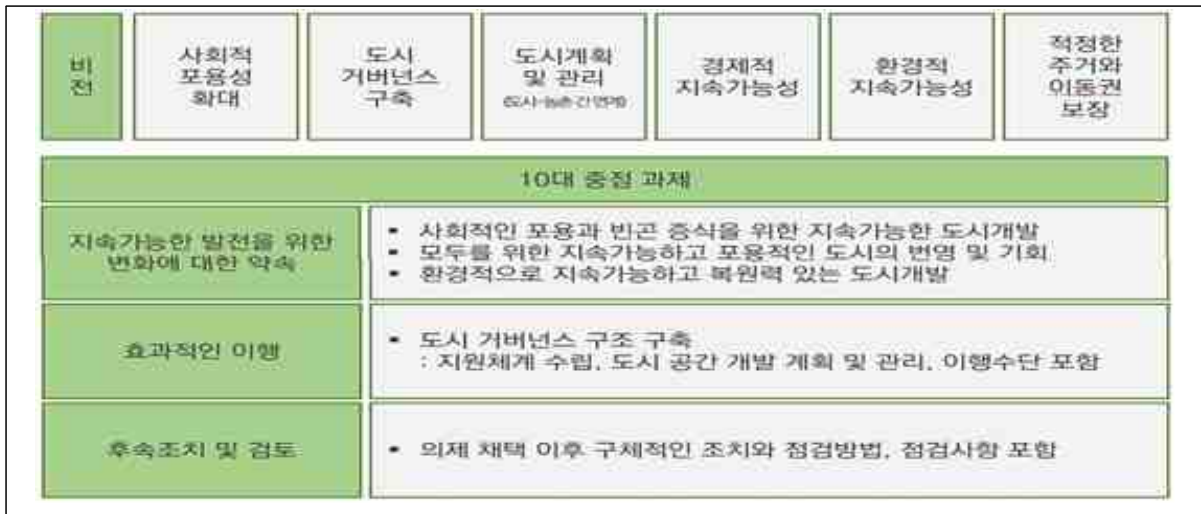 비
전
사회적
포용성
확대
도시
거버넌스
구축
도시계획
및 관리
(도시-농촌 간 연계)
경제적
지속가능성
환경적
지속가능성
적정한
주거와
이동권
보장
10대 중점 과제
지속가능한 발전을 위한
변화에 대한 약속
• 사회적인 포용과 빈곤 증식을 위한 지속가능한 도시개발
• 모두를 위한 지속가능하고 포용적인 도시의 번영 및 기회
• 환경적으로 지속가능하고 복원력 있는 도시개발
효과적인 이행
• 도시 거버넌스 구조 구축
: 지원체계 수립, 도시 공간 개발 계획 및 관리, 이행수단 포함
후속조치 및 검토
• 의제 채택 이후 구체적인 조치와 점검방법, 점검사항 포함